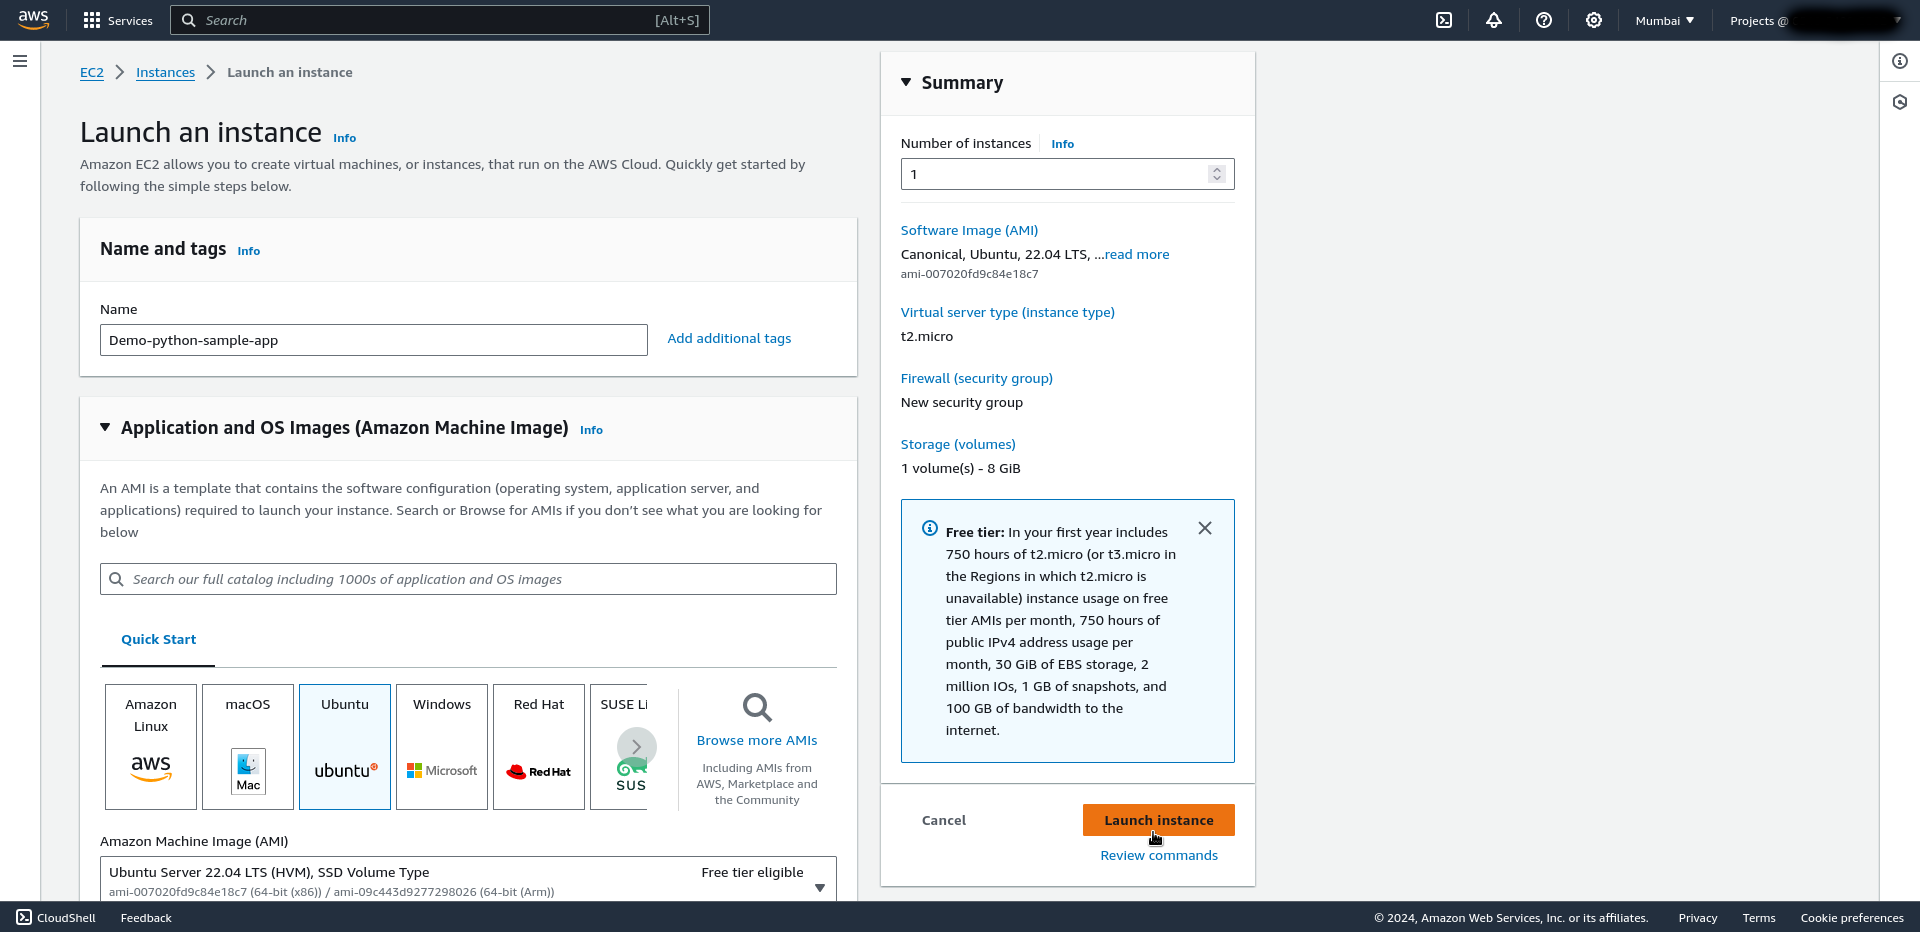 aws
Services
Search
[Alt+S]
Mumbai
Projects @
EC2
Instances
Launch an instance
Launch an instance
Info
Amazon EC2 allows you to create virtual machines, or instances, that run on the AWS Cloud. Quickly get started by
following the simple steps below.
Name and tags
Info
Name
Demo-python-sample-app
Add additional tags
Application and OS Images (Amazon Machine Image)
Info
An AMI is a template that contains the software configuration (operating system, application server, and
applications) required to launch your instance. Search or Browse for AMIs if you don’t see what you are looking for
below
Search our full catalog including 1000s of application and OS images
Quick Start
Amazon
Linux
aws
macOS
Mac
Ubuntu
ubuntu
Windows
Microsoft
Red Hat
Red Hat
SUSE Li
SUS
Browse more AMIs
Including AMIs from
AWS, Marketplace and
the Community
Amazon Machine Image (AMI)
Ubuntu Server 22.04 LTS (HVM), SSD Volume Type
Free tier eligible
ami-007020fd9c84e18c7 (64-bit (x86)) / ami-09c443d9277298026 (64-bit (Arm))
Summary
Number of instances
Info
1
Software Image (AMI)
Canonical, Ubuntu, 22.04 LTS, ...read more
ami-007020fd9c84e18c7
Virtual server type (instance type)
t2.micro
Firewall (security group)
New security group
Storage (volumes)
1 volume(s) - 8 GiB
Free tier: In your first year includes
750 hours of t2.micro (or t3.micro in
the Regions in which t2.micro is
unavailable) instance usage on free
tier AMIs per month, 750 hours of
public IPv4 address usage per
month, 30 GiB of EBS storage, 2
million IOs, 1 GB of snapshots, and
100 GB of bandwidth to the
internet.
Cancel
Launch instance
Review commands
CloudShell
Feedback
© 2024, Amazon Web Services, Inc. or its affiliates.
Privacy
Terms
Cookie preferences